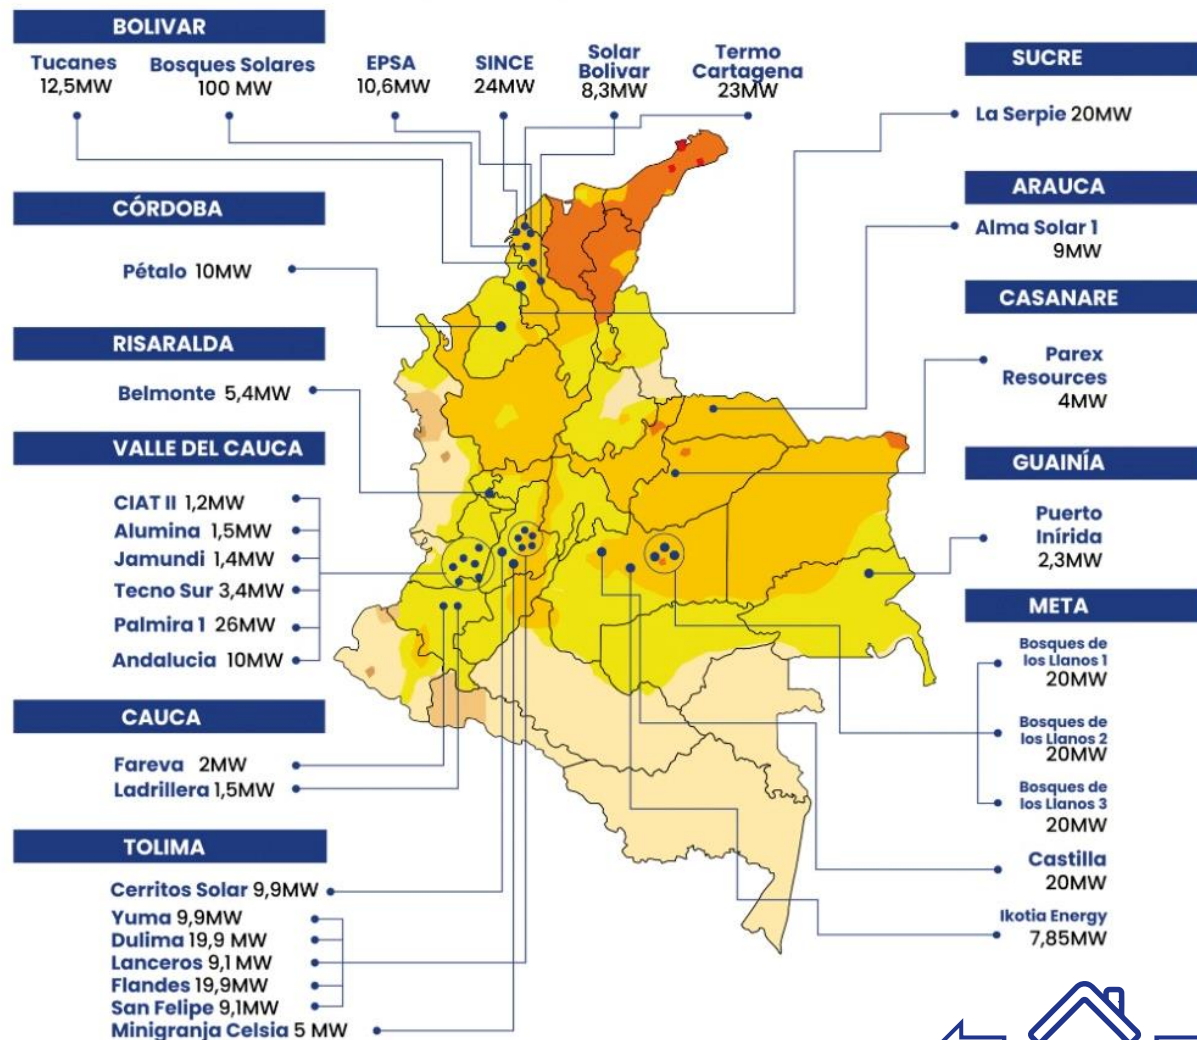 BOLIVAR
Tucanes
12,5MW
Bosques Solares
100 MW
EPSA
10,6MW
SINCE
24MW
Solar
Bolivar
8,3MW
Termo
Cartagena
23MW
CÓRDOBA
Pétalo 10MW
RISARALDA
Belmonte 5,4MW
VALLE DEL CAUCA
CIAT II 1,2MW
Alumina 1,5MW
Jamundi 1,4MW
Tecno Sur 3,4MW
Palmira 1 26MW
Andalucia 10MW
CAUCA
Fareva 2MW
Ladrillera 1,5MW
TOLIMA
Cerritos Solar 9,9MW
Yuma 9,9MW
Dulima 19,9 MW
Lanceros 9,1 MW
Flandes 19,9MW
San Felipe 9,1MW
Minigranja Celsia 5 MW
SUCRE
La Serpie 20MW
ARAUCA
Alma Solar 1
9MW
CASANARE
Parex
Resources
4MW
GUAINÍA
Puerto
Inírida
2,3MW
META
Bosques de
los Llanos 1
20MW
Bosques de
los Llanos 2
20MW
Bosques de
los Llanos 3
20MW
Castilla
20MW
Ikotia Energy
7,85MW